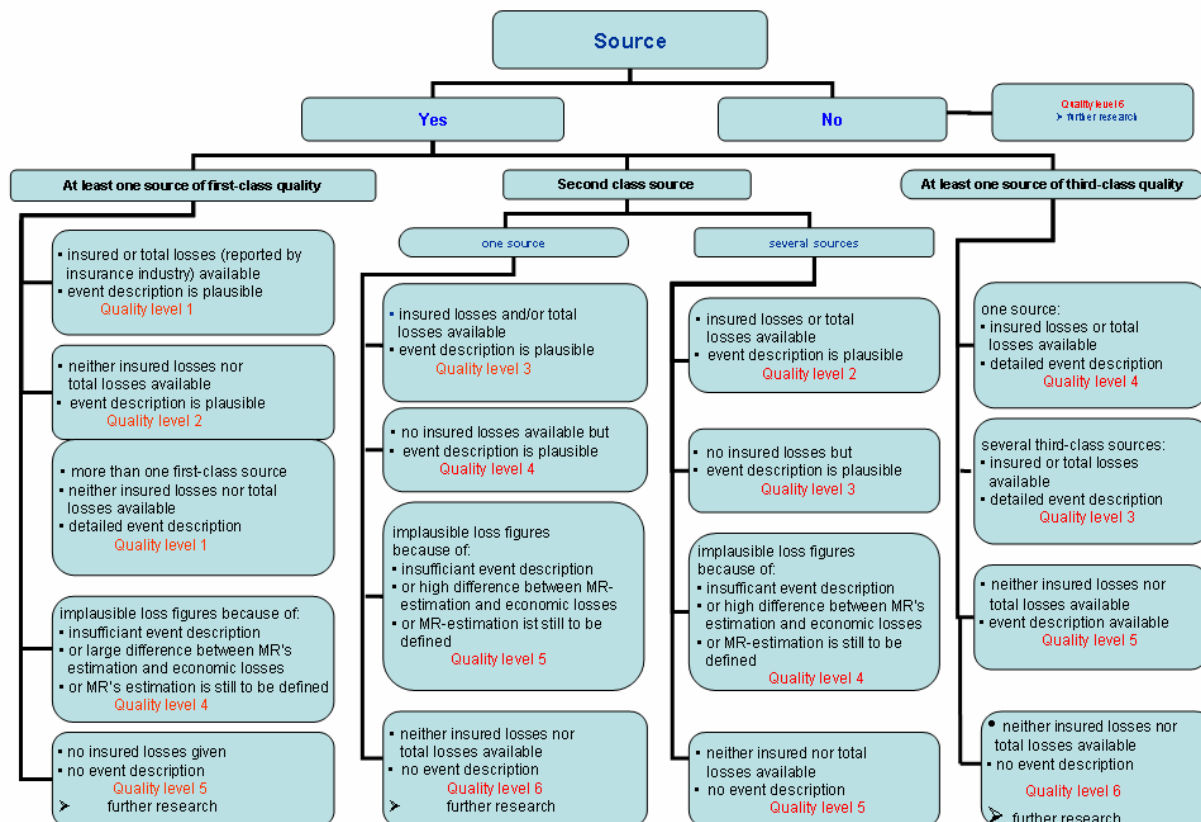 Source
Yes
No
Quality level 6
➢ further research
At least one source of first-class quality
Second class source
At least one source of third-class quality
one source
several sources
▪ insured or total losses (reported by
insurance industry) available
▪ event description is plausible
Quality level 1
▪ neither insured losses nor
total losses available
▪ event description is plausible
Quality level 2
▪ more than one first-class source
▪ neither insured losses nor total
losses available
▪ detailed event description
Quality level 1
implausible loss figures because of:
▪ insufficient event description
▪ or large difference between MR's
estimation and economic losses
▪ or MR's estimation is still to be defined
Quality level 4
▪ no insured losses given
▪ no event description
Quality level 5
➢ further research
▪ insured losses and/or total
losses available
▪ event description is plausible
Quality level 3
▪ no insured losses available but
▪ event description is plausible
Quality level 4
implausible loss figures
because of:
▪ insufficient event description
▪ or high difference between MR-
estimation and economic losses
▪ or MR-estimation ist still to be
defined
Quality level 5
▪ neither insured losses nor
total losses available
▪ no event description
Quality level 6
➢ further research
▪ insured losses or total
losses available
▪ event description is plausible
Quality level 2
▪ no insured losses but
▪ event description is plausible
Quality level 3
implausible loss figures
because of:
▪ insufficant event description
▪ or high difference between MR's
estimation and economic losses
▪ or MR-estimation is still to be
defined
Quality level 4
▪ neither insured nor total
losses available
▪ no event description
Quality level 5
one source:
▪ insured losses or total
losses available
▪ detailed event description
Quality level 4
several third-class sources:
▪ insured or total losses
available
▪ detailed event description
Quality level 3
▪ neither insured losses nor
total losses available
▪ event description available
Quality level 5
• neither insured losses nor
total losses available
▪ no event description
Quality level 6
➢ further research